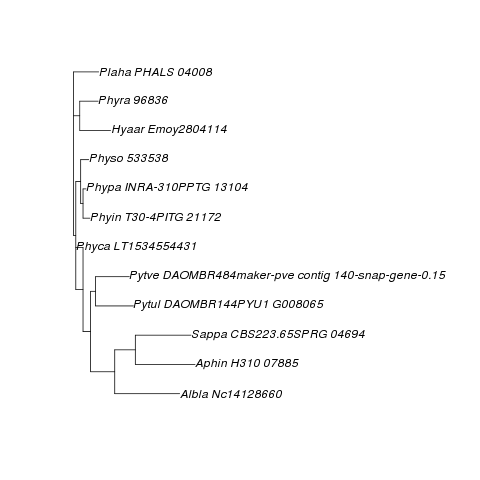 Plaha PHALS 04008
Phyra 96836
Hyaar Emoy2804114
Physo 533538
Phypa INRA-310PPTG 13104
Phyin T30-4PITG 21172
Phyca LT1534554431
Pytve DAOMBR484maker-pve contig 140-snap-gene-0.15
Pytul DAOMBR144PYU1 G008065
Sappa CBS223.65SPRG 04694
Aphin H310 07885
Albla Nc14128660